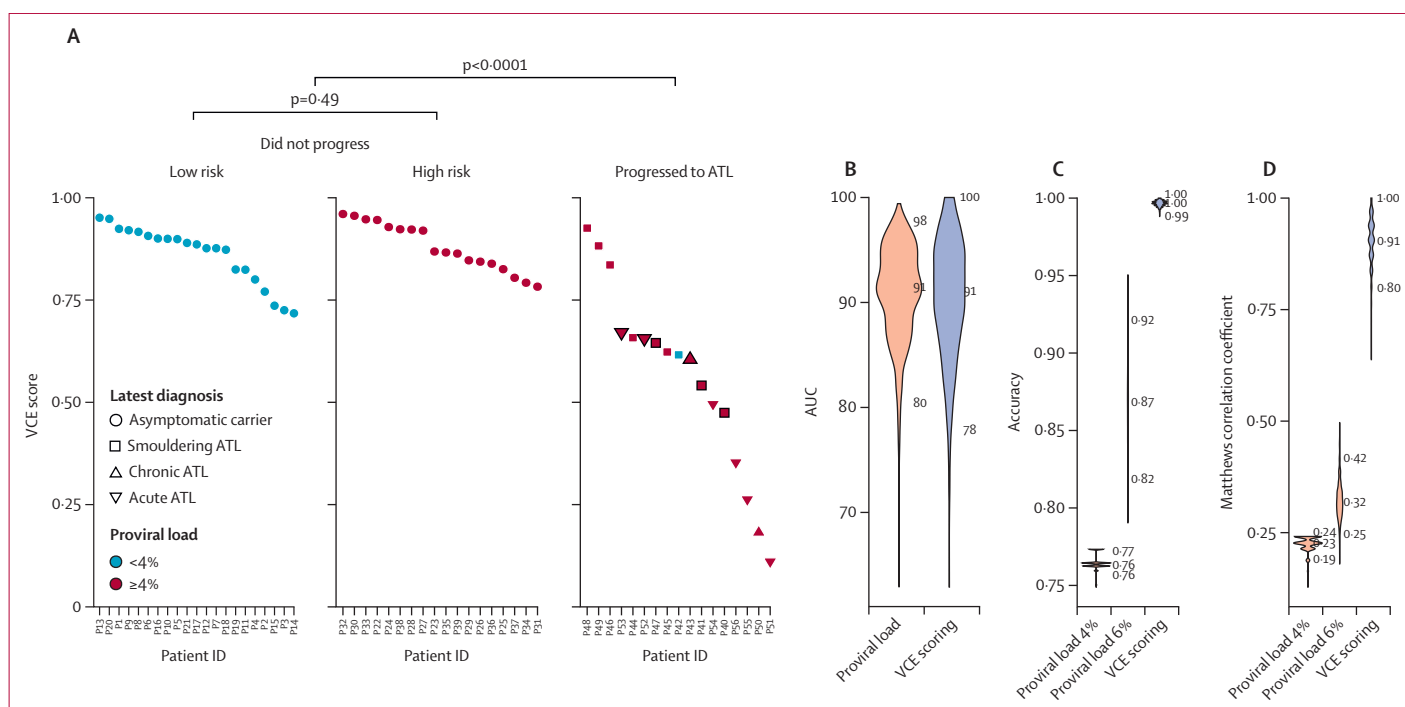 A
p<0·0001
p=0·49
Did not progress
Low risk
High risk
Progressed to ATL
VCE score
1·00
0·75
0·50
0·25
0
Latest diagnosis
Asymptomatic carrier
Smouldering ATL
Chronic ATL
Acute ATL
Proviral load
<4%
≥4%
P13 P20 P1 P9 P8 P6 P16 P10 P5 P21 P17 P12 P7 P18 P19 P11 P4 P2 P15 P3 P14
Patient ID
P32 P30 P33 P22 P24 P38 P28 P27 P23 P35 P39 P29 P26 P36 P25 P37 P34 P31
Patient ID
P48 P49 P46 P53 P44 P52 P47 P45 P42 P43 P41 P54 P40 P56 P55 P50 P51
Patient ID
B
AUC
100
90
80
70
98
91
80
100
91
78
Proviral load
VCE scoring
C
Accuracy
1·00
0·95
0·90
0·85
0·80
0·75
0·77
0·76
0·76
0·92
0·87
0·82
1·00
1·00
0·99
Proviral load 4%
Proviral load 6%
VCE scoring
D
Matthews correlation coefficient
1·00
0·75
0·50
0·25
0·24
0·23
0·19
0·42
0·32
0·25
1·00
0·91
0·80
Proviral load 4%
Proviral load 6%
VCE scoring